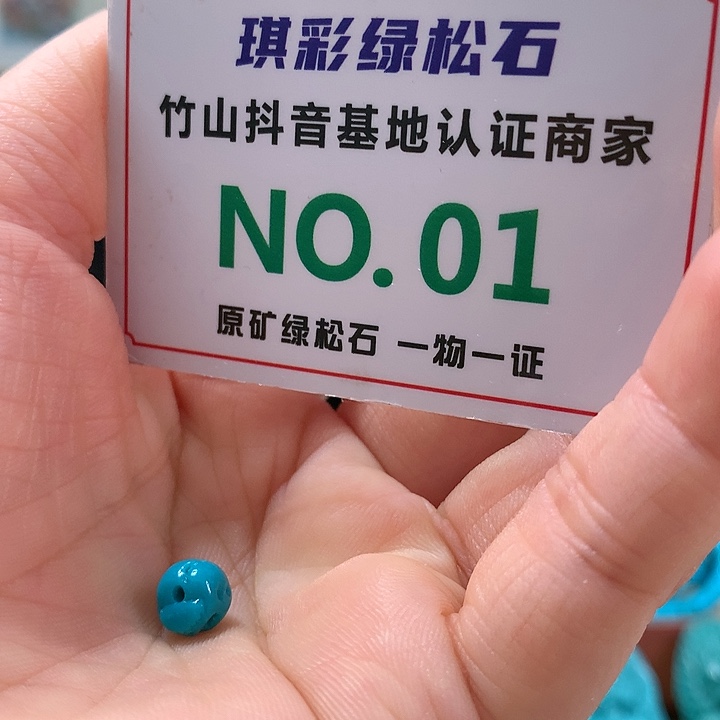 琪彩绿松石
竹山抖音基地认证商家
NO.01
原矿绿松石 一物一证